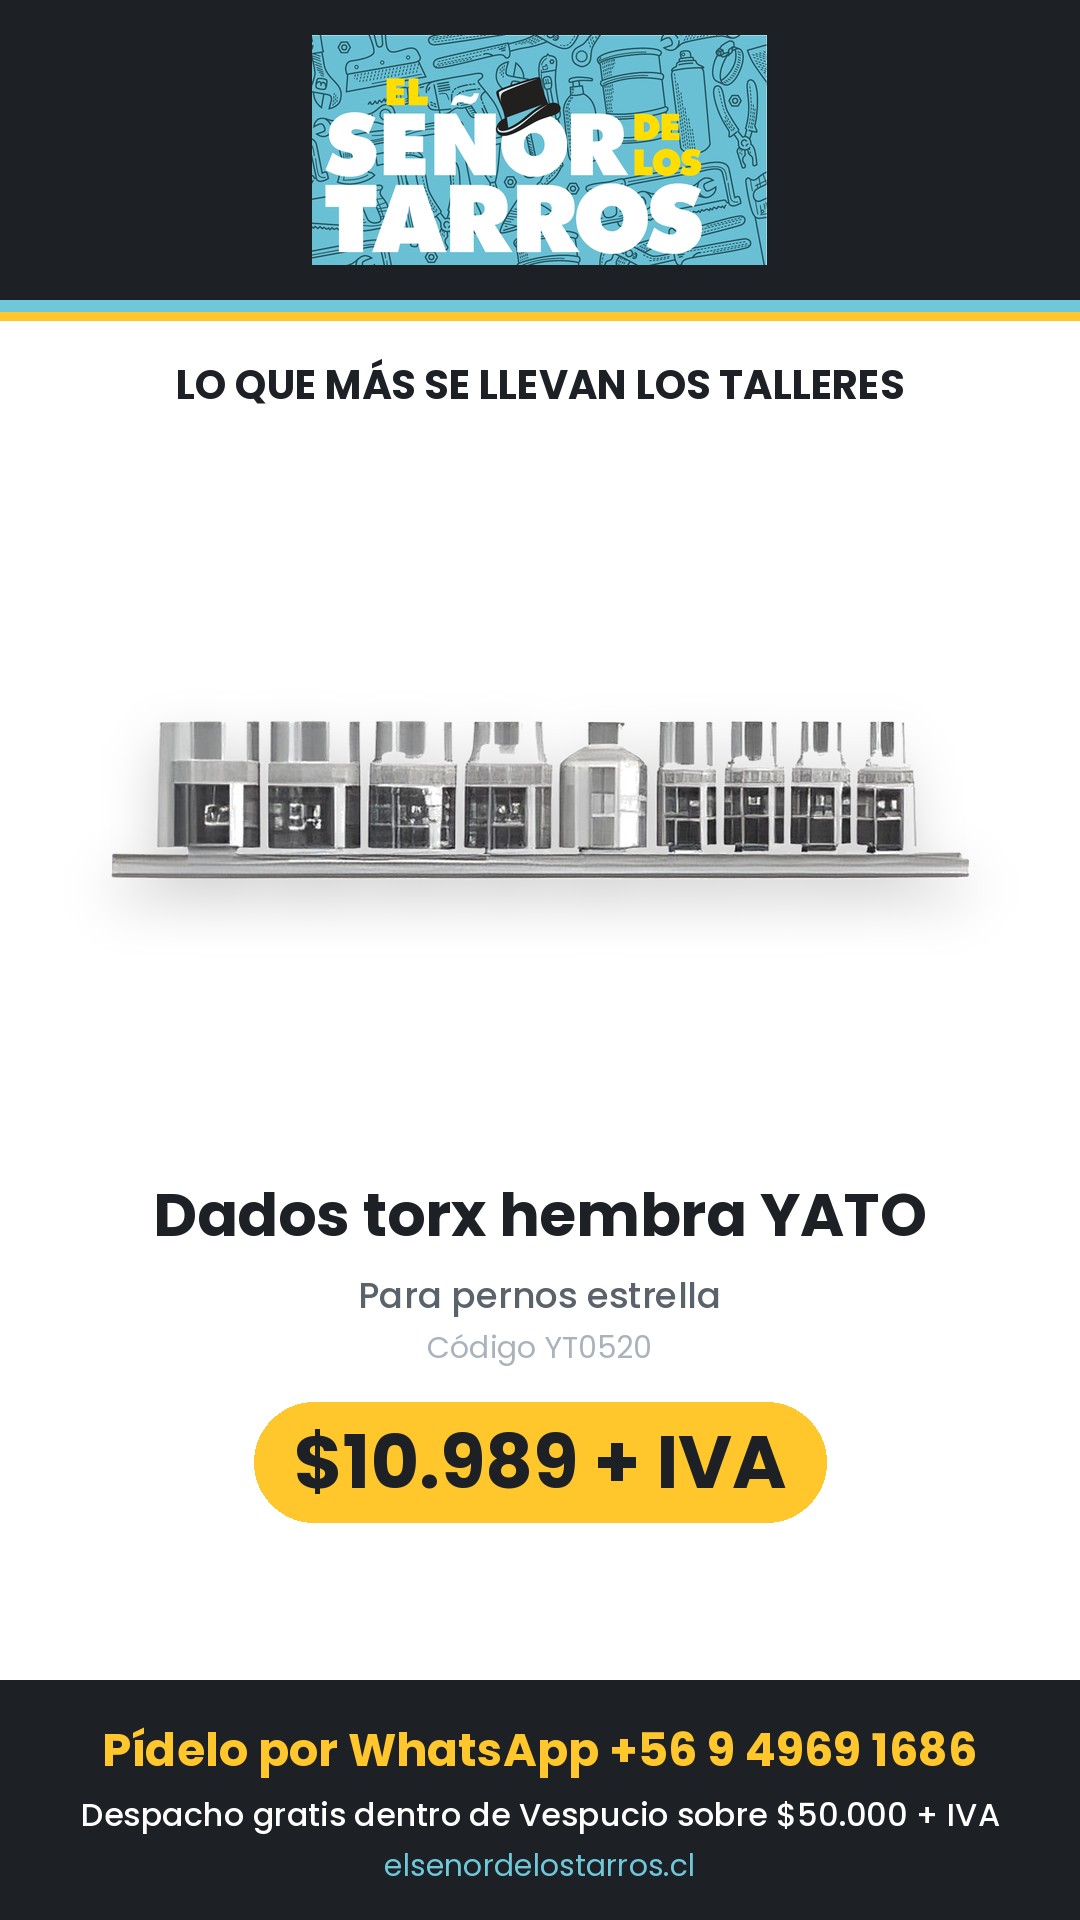 EL
SEÑOR DE LOS
TARROS
LO QUE MÁS SE LLEVAN LOS TALLERES
Dados torx hembra YATO
Para pernos estrella
Código YT0520
$10.989 + IVA
Pídelo por WhatsApp +56 9 4969 1686
Despacho gratis dentro de Vespucio sobre $50.000 + IVA
elsenordelostarros.cl